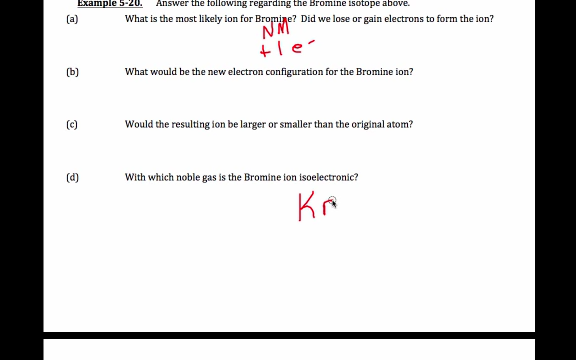 Example 5-20. Answer the following regarding the Bromine isotope above.
(a) What is the most likely ion for Bromine? Did we lose or gain electrons to form the ion?
NM
+ 1 e-
(b) What would be the new electron configuration for the Bromine ion?
(c) Would the resulting ion be larger or smaller than the original atom?
(d) With which noble gas is the Bromine ion isoelectronic?
Kr